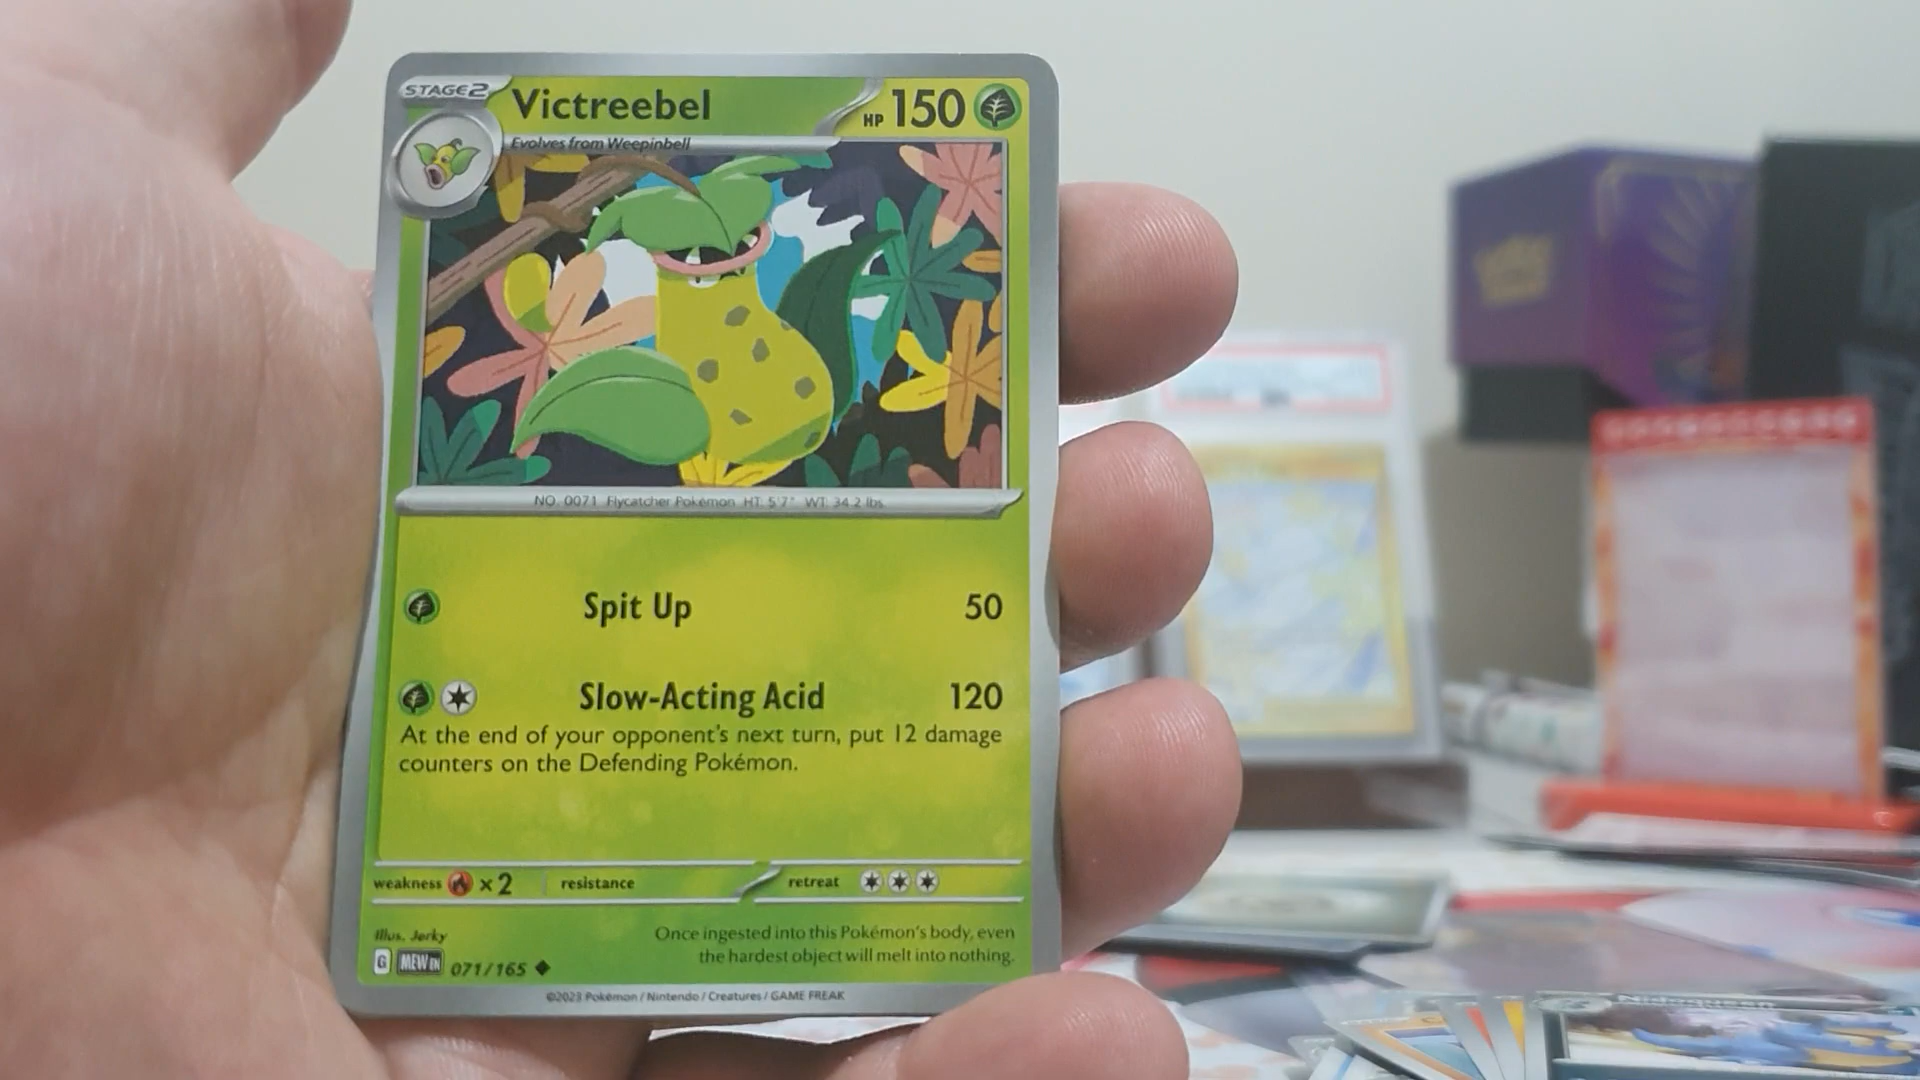 STAGE2
Victreebel
HP 150
Evolves from Weepinbell
NO. 0071 Flycatcher Pokémon HT: 5'7" WT: 34.2 lbs.
Spit Up 50
Slow-Acting Acid 120
At the end of your opponent's next turn, put 12 damage
counters on the Defending Pokémon.
weakness ×2 resistance retreat
Illus. Jerky
Once ingested into this Pokémon's body, even
the hardest object will melt into nothing.
G MEW EN 071/165
©2023 Pokémon / Nintendo / Creatures / GAME FREAK
Nidoqueen